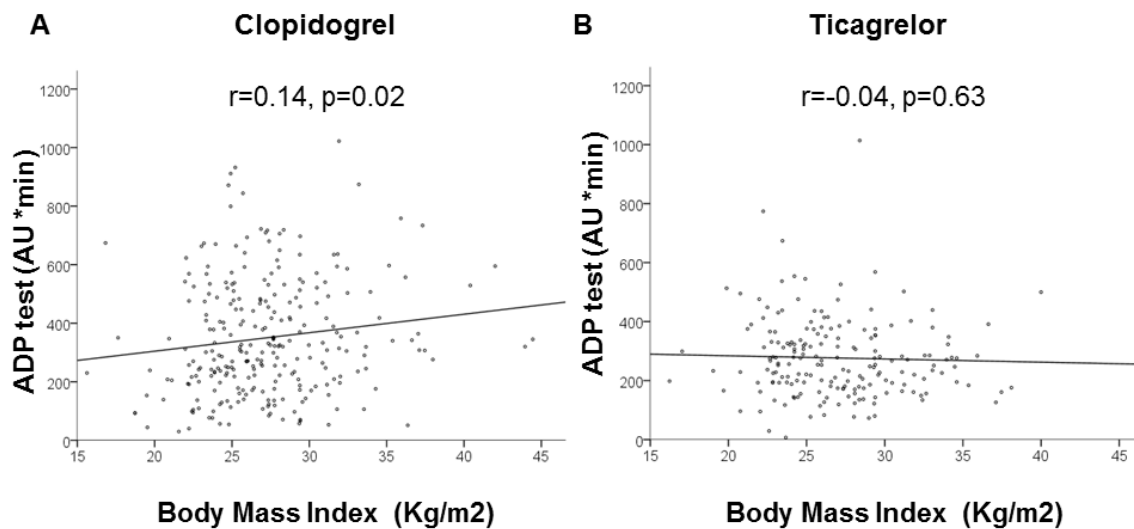 A Clopidogrel
r=0.14, p=0.02
ADP test (AU *min)
1200
1000
800
600
400
200
0
15 20 25 30 35 40 45
Body Mass Index (Kg/m2)
B Ticagrelor
r=-0.04, p=0.63
ADP test (AU *min)
1200
1000
800
600
400
200
0
15 20 25 30 35 40 45
Body Mass Index (Kg/m2)